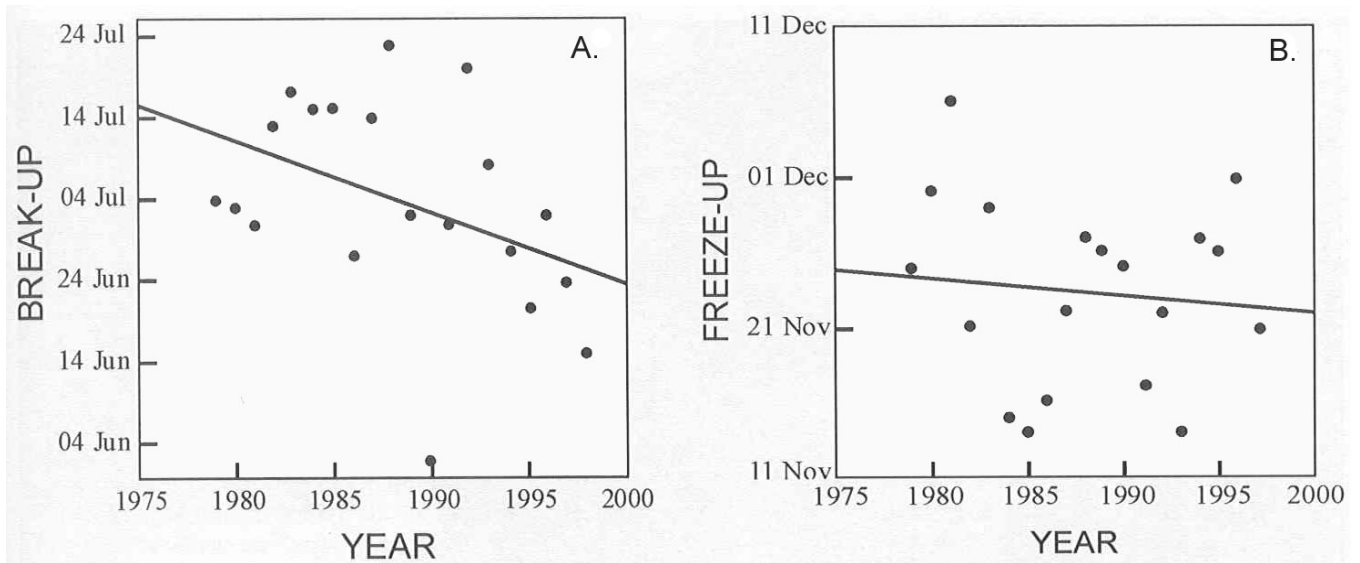 A.
BREAK-UP
24 Jul
14 Jul
04 Jul
24 Jun
14 Jun
04 Jun
1975 1980 1985 1990 1995 2000
YEAR
B.
FREEZE-UP
11 Dec
01 Dec
21 Nov
11 Nov
1975 1980 1985 1990 1995 2000
YEAR